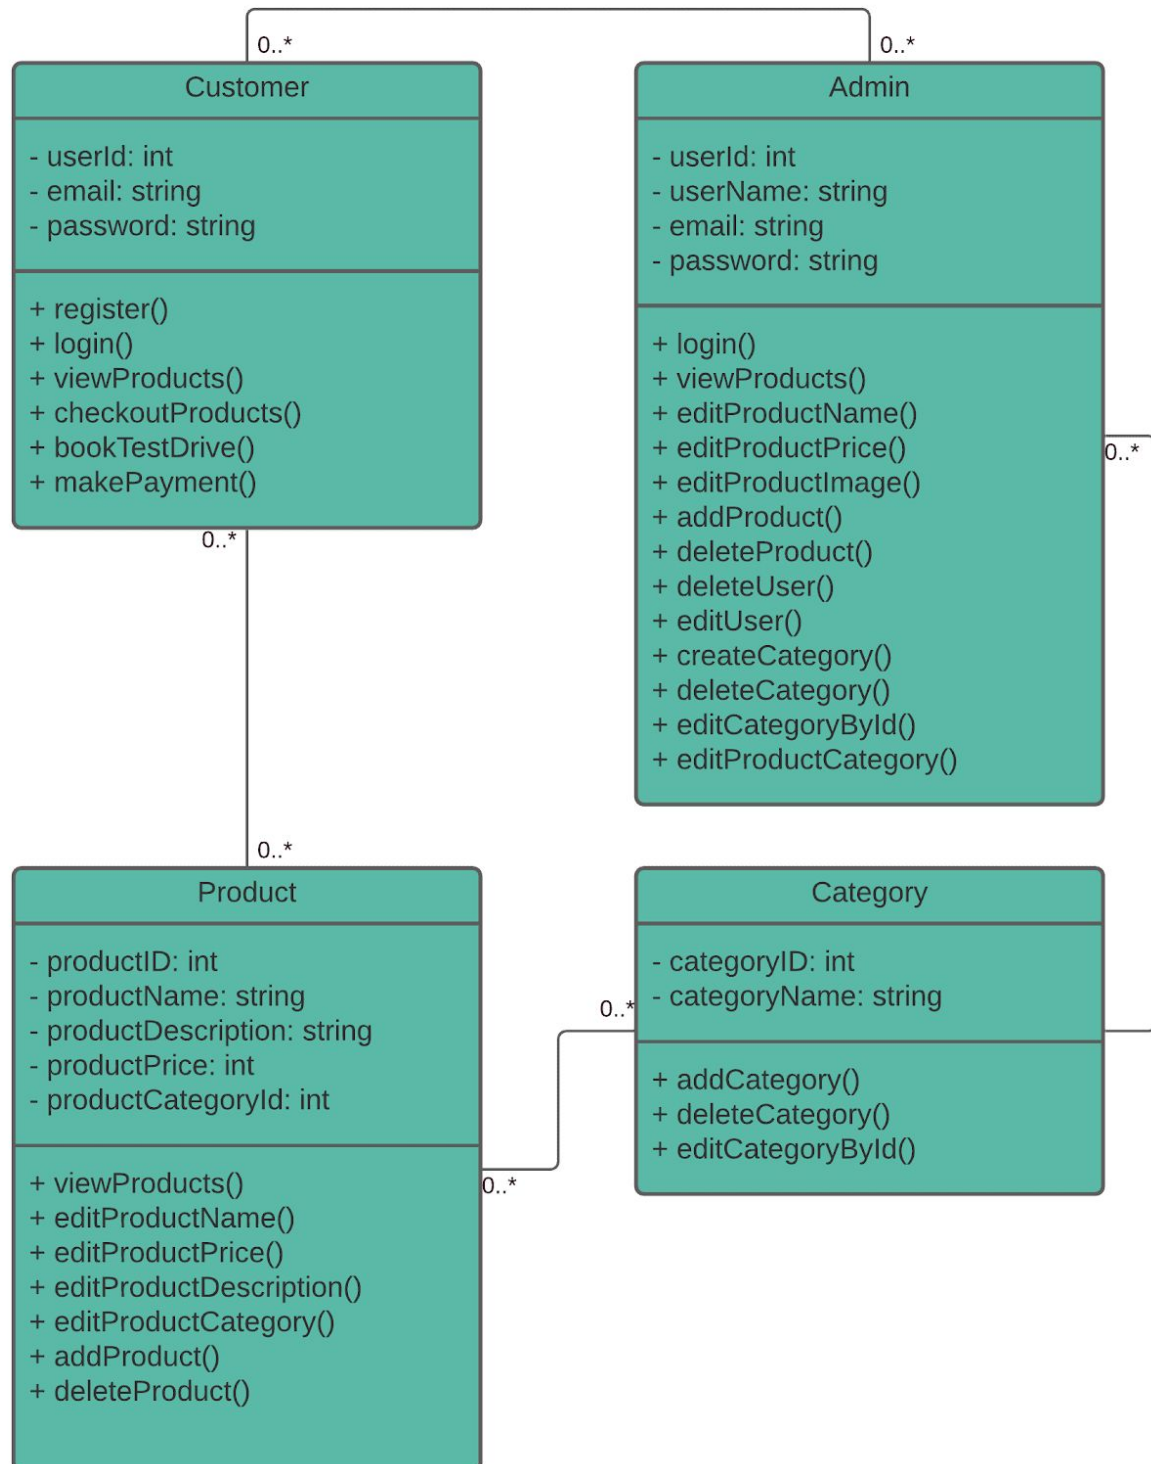 0..*
0..*
Customer
- userId: int
- email: string
- password: string
+ register()
+ login()
+ viewProducts()
+ checkoutProducts()
+ bookTestDrive()
+ makePayment()
0..*
Admin
- userId: int
- userName: string
- email: string
- password: string
+ login()
+ viewProducts()
+ editProductName()
+ editProductPrice()
+ editProductImage()
+ addProduct()
+ deleteProduct()
+ deleteUser()
+ editUser()
+ createCategory()
+ deleteCategory()
+ editCategoryById()
+ editProductCategory()
0..*
0..*
Product
- productID: int
- productName: string
- productDescription: string
- productPrice: int
- productCategoryId: int
+ viewProducts()
+ editProductName()
+ editProductPrice()
+ editProductDescription()
+ editProductCategory()
+ addProduct()
+ deleteProduct()
0..*
0..*
Category
- categoryID: int
- categoryName: string
+ addCategory()
+ deleteCategory()
+ editCategoryById()